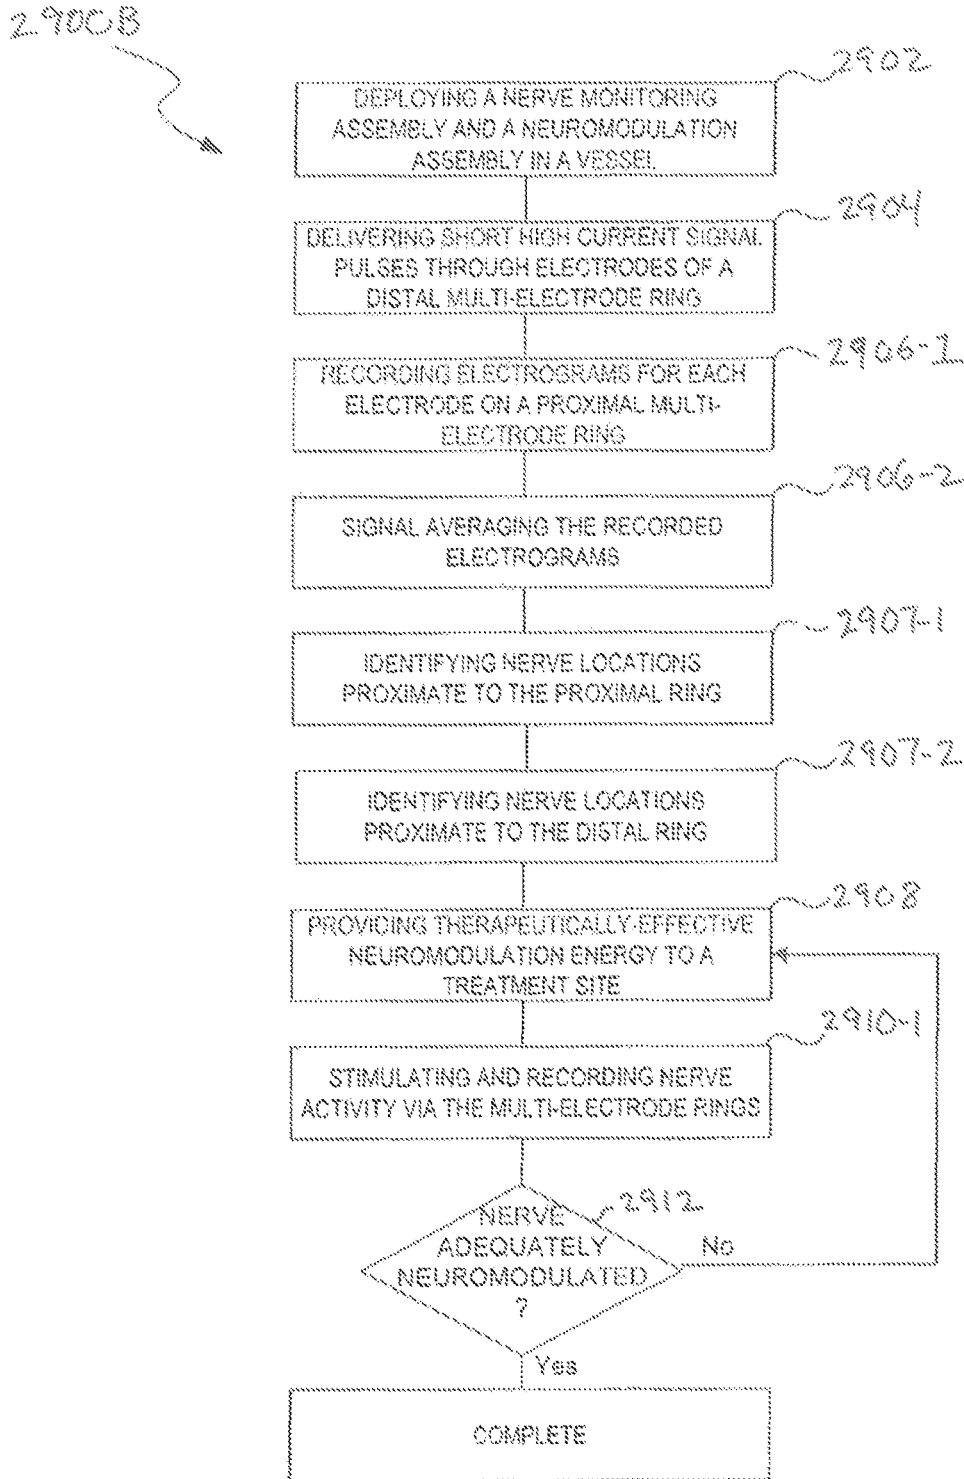 2900B
2902
DEPLOYING A NERVE MONITORING
ASSEMBLY AND A NEUROMODULATION
ASSEMBLY IN A VESSEL
2904
DELIVERING SHORT HIGH CURRENT SIGNAL
PULSES THROUGH ELECTRODES OF A
DISTAL MULTI-ELECTRODE RING
2906-1
RECORDING ELECTROGRAMS FOR EACH
ELECTRODE ON A PROXIMAL MULTI-
ELECTRODE RING
2906-2
SIGNAL AVERAGING THE RECORDED
ELECTROGRAMS
2907-1
IDENTIFYING NERVE LOCATIONS
PROXIMATE TO THE PROXIMAL RING
2907-2
IDENTIFYING NERVE LOCATIONS
PROXIMATE TO THE DISTAL RING
2908
PROVIDING THERAPEUTICALLY-EFFECTIVE
NEUROMODULATION ENERGY TO A
TREATMENT SITE
2910-1
STIMULATING AND RECORDING NERVE
ACTIVITY VIA THE MULTI-ELECTRODE RINGS
2912
NERVE
ADEQUATELY
NEUROMODULATED
?
No
Yes
COMPLETE